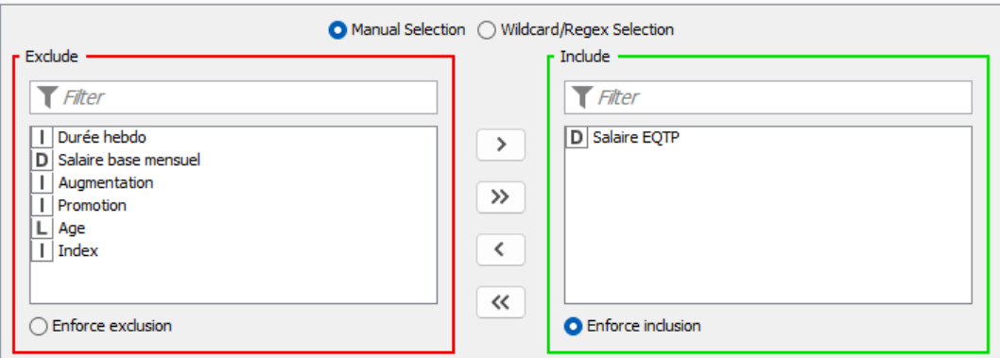 Manual Selection Wildcard/Regex Selection
Exclude
Filter
I Durée hebdo
D Salaire base mensuel
I Augmentation
I Promotion
L Age
I Index
Enforce exclusion
>
>>
<
<<
Include
Filter
D Salaire EQTP
Enforce inclusion